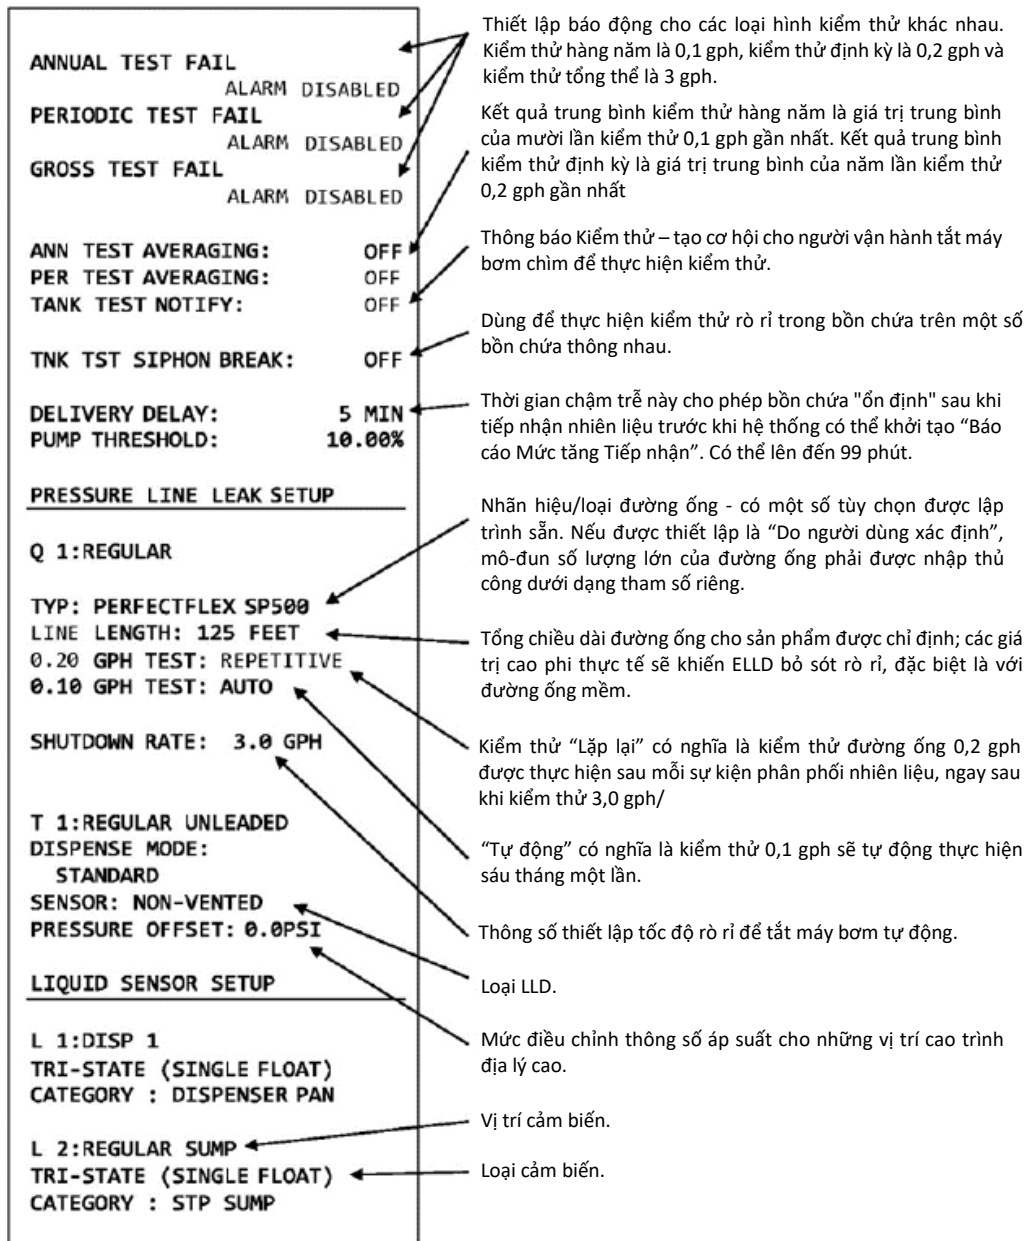 ANNUAL TEST FAIL
ALARM DISABLED
PERIODIC TEST FAIL
ALARM DISABLED
GROSS TEST FAIL
ALARM DISABLED
ANN TEST AVERAGING: OFF
PER TEST AVERAGING: OFF
TANK TEST NOTIFY: OFF
TNK TST SIPHON BREAK: OFF
DELIVERY DELAY: 5 MIN
PUMP THRESHOLD: 10.00%
PRESSURE LINE LEAK SETUP
Q 1:REGULAR
TYP: PERFECTFLEX SP500
LINE LENGTH: 125 FEET
0.20 GPH TEST: REPETITIVE
0.10 GPH TEST: AUTO
SHUTDOWN RATE: 3.0 GPH
T 1:REGULAR UNLEADED
DISPENSE MODE:
STANDARD
SENSOR: NON-VENTED
PRESSURE OFFSET: 0.0PSI
LIQUID SENSOR SETUP
L 1:DISP 1
TRI-STATE (SINGLE FLOAT)
CATEGORY : DISPENSER PAN
L 2:REGULAR SUMP
TRI-STATE (SINGLE FLOAT)
CATEGORY : STP SUMP
Thiết lập báo động cho các loại hình kiểm thử khác nhau.
Kiểm thử hàng năm là 0,1 gph, kiểm thử định kỳ là 0,2 gph và
kiểm thử tổng thể là 3 gph.
Kết quả trung bình kiểm thử hàng năm là giá trị trung bình
của mười lần kiểm thử 0,1 gph gần nhất. Kết quả trung bình
kiểm thử định kỳ là giá trị trung bình của năm lần kiểm thử
0,2 gph gần nhất
Thông báo Kiểm thử – tạo cơ hội cho người vận hành tắt máy
bơm chìm để thực hiện kiểm thử.
Dùng để thực hiện kiểm thử rò rỉ trong bồn chứa trên một số
bồn chứa thông nhau.
Thời gian chậm trễ này cho phép bồn chứa "ổn định" sau khi
tiếp nhận nhiên liệu trước khi hệ thống có thể khởi tạo “Báo
cáo Mức tăng Tiếp nhận”. Có thể lên đến 99 phút.
Nhãn hiệu/loại đường ống - có một số tùy chọn được lập
trình sẵn. Nếu được thiết lập là “Do người dùng xác định”,
mô-đun số lượng lớn của đường ống phải được nhập thủ
công dưới dạng tham số riêng.
Tổng chiều dài đường ống cho sản phẩm được chỉ định; các giá
trị cao phi thực tế sẽ khiến ELLD bỏ sót rò rỉ, đặc biệt là với
đường ống mềm.
Kiểm thử “Lặp lại” có nghĩa là kiểm thử đường ống 0,2 gph
được thực hiện sau mỗi sự kiện phân phối nhiên liệu, ngay sau
khi kiểm thử 3,0 gph/
“Tự động” có nghĩa là kiểm thử 0,1 gph sẽ tự động thực hiện
sáu tháng một lần.
Thông số thiết lập tốc độ rò rỉ để tắt máy bơm tự động.
Loại LLD.
Mức điều chỉnh thông số áp suất cho những vị trí cao trình
địa lý cao.
Vị trí cảm biến.
Loại cảm biến.